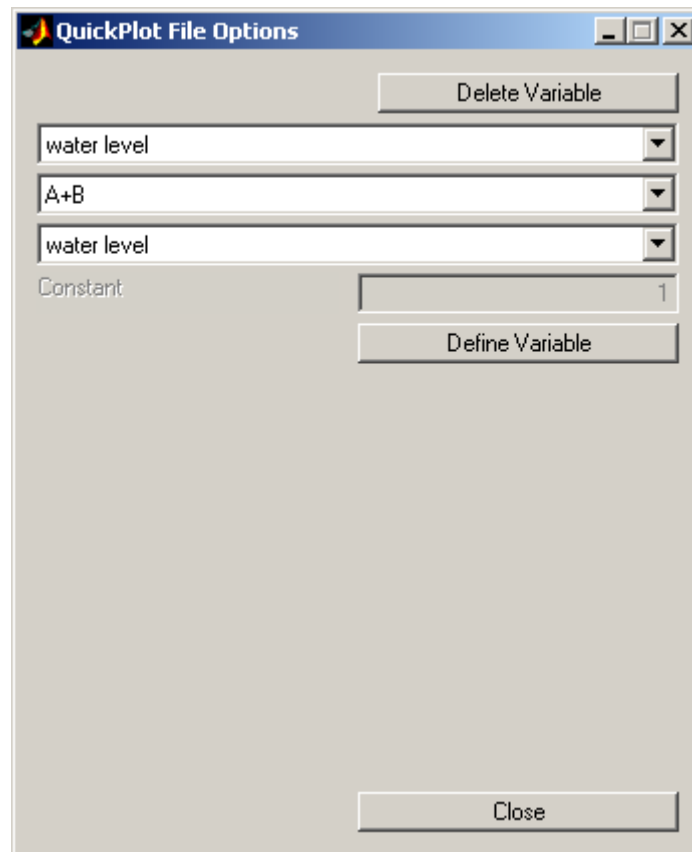 QuickPlot File Options
Delete Variable
water level
A+B
water level
Constant 1
Define Variable
Close